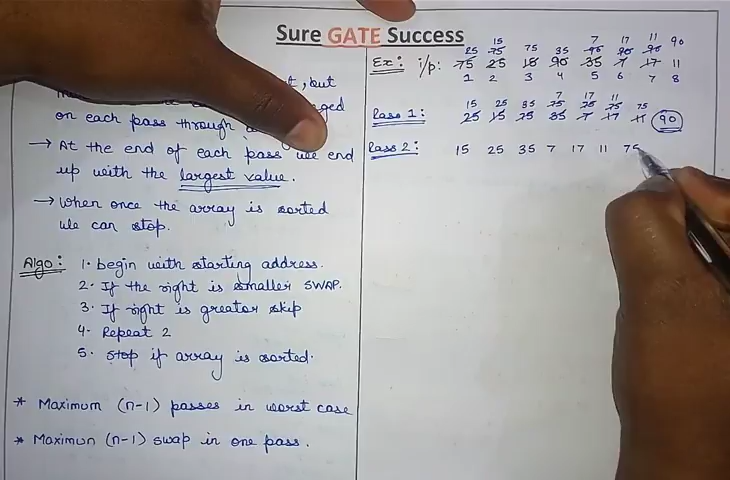 Sure GATE Success
, but
on each pass through
→ At the end of each pass we end
up with the largest value.
→ When once the array is sorted
we can stop.
Algo: 1. begin with starting address.
2. If the right is smaller SWAP.
3. If right is greater skip
4. Repeat 2
5. Stop if array is sorted.
* Maximum (n-1) passes in worst case
* Maximun (n-1) swap in one pass.
15 7 17 11
25 75 75 35 90 90 90 90
Ex: i/p: 75 25 15 90 35 7 17 11
1 2 3 4 5 6 7 8
7 17 11
15 25 35 75 75 75 75
Pass 1: 25 15 75 35 7 17 11 90
Pass 2: 15 25 35 7 17 11 75